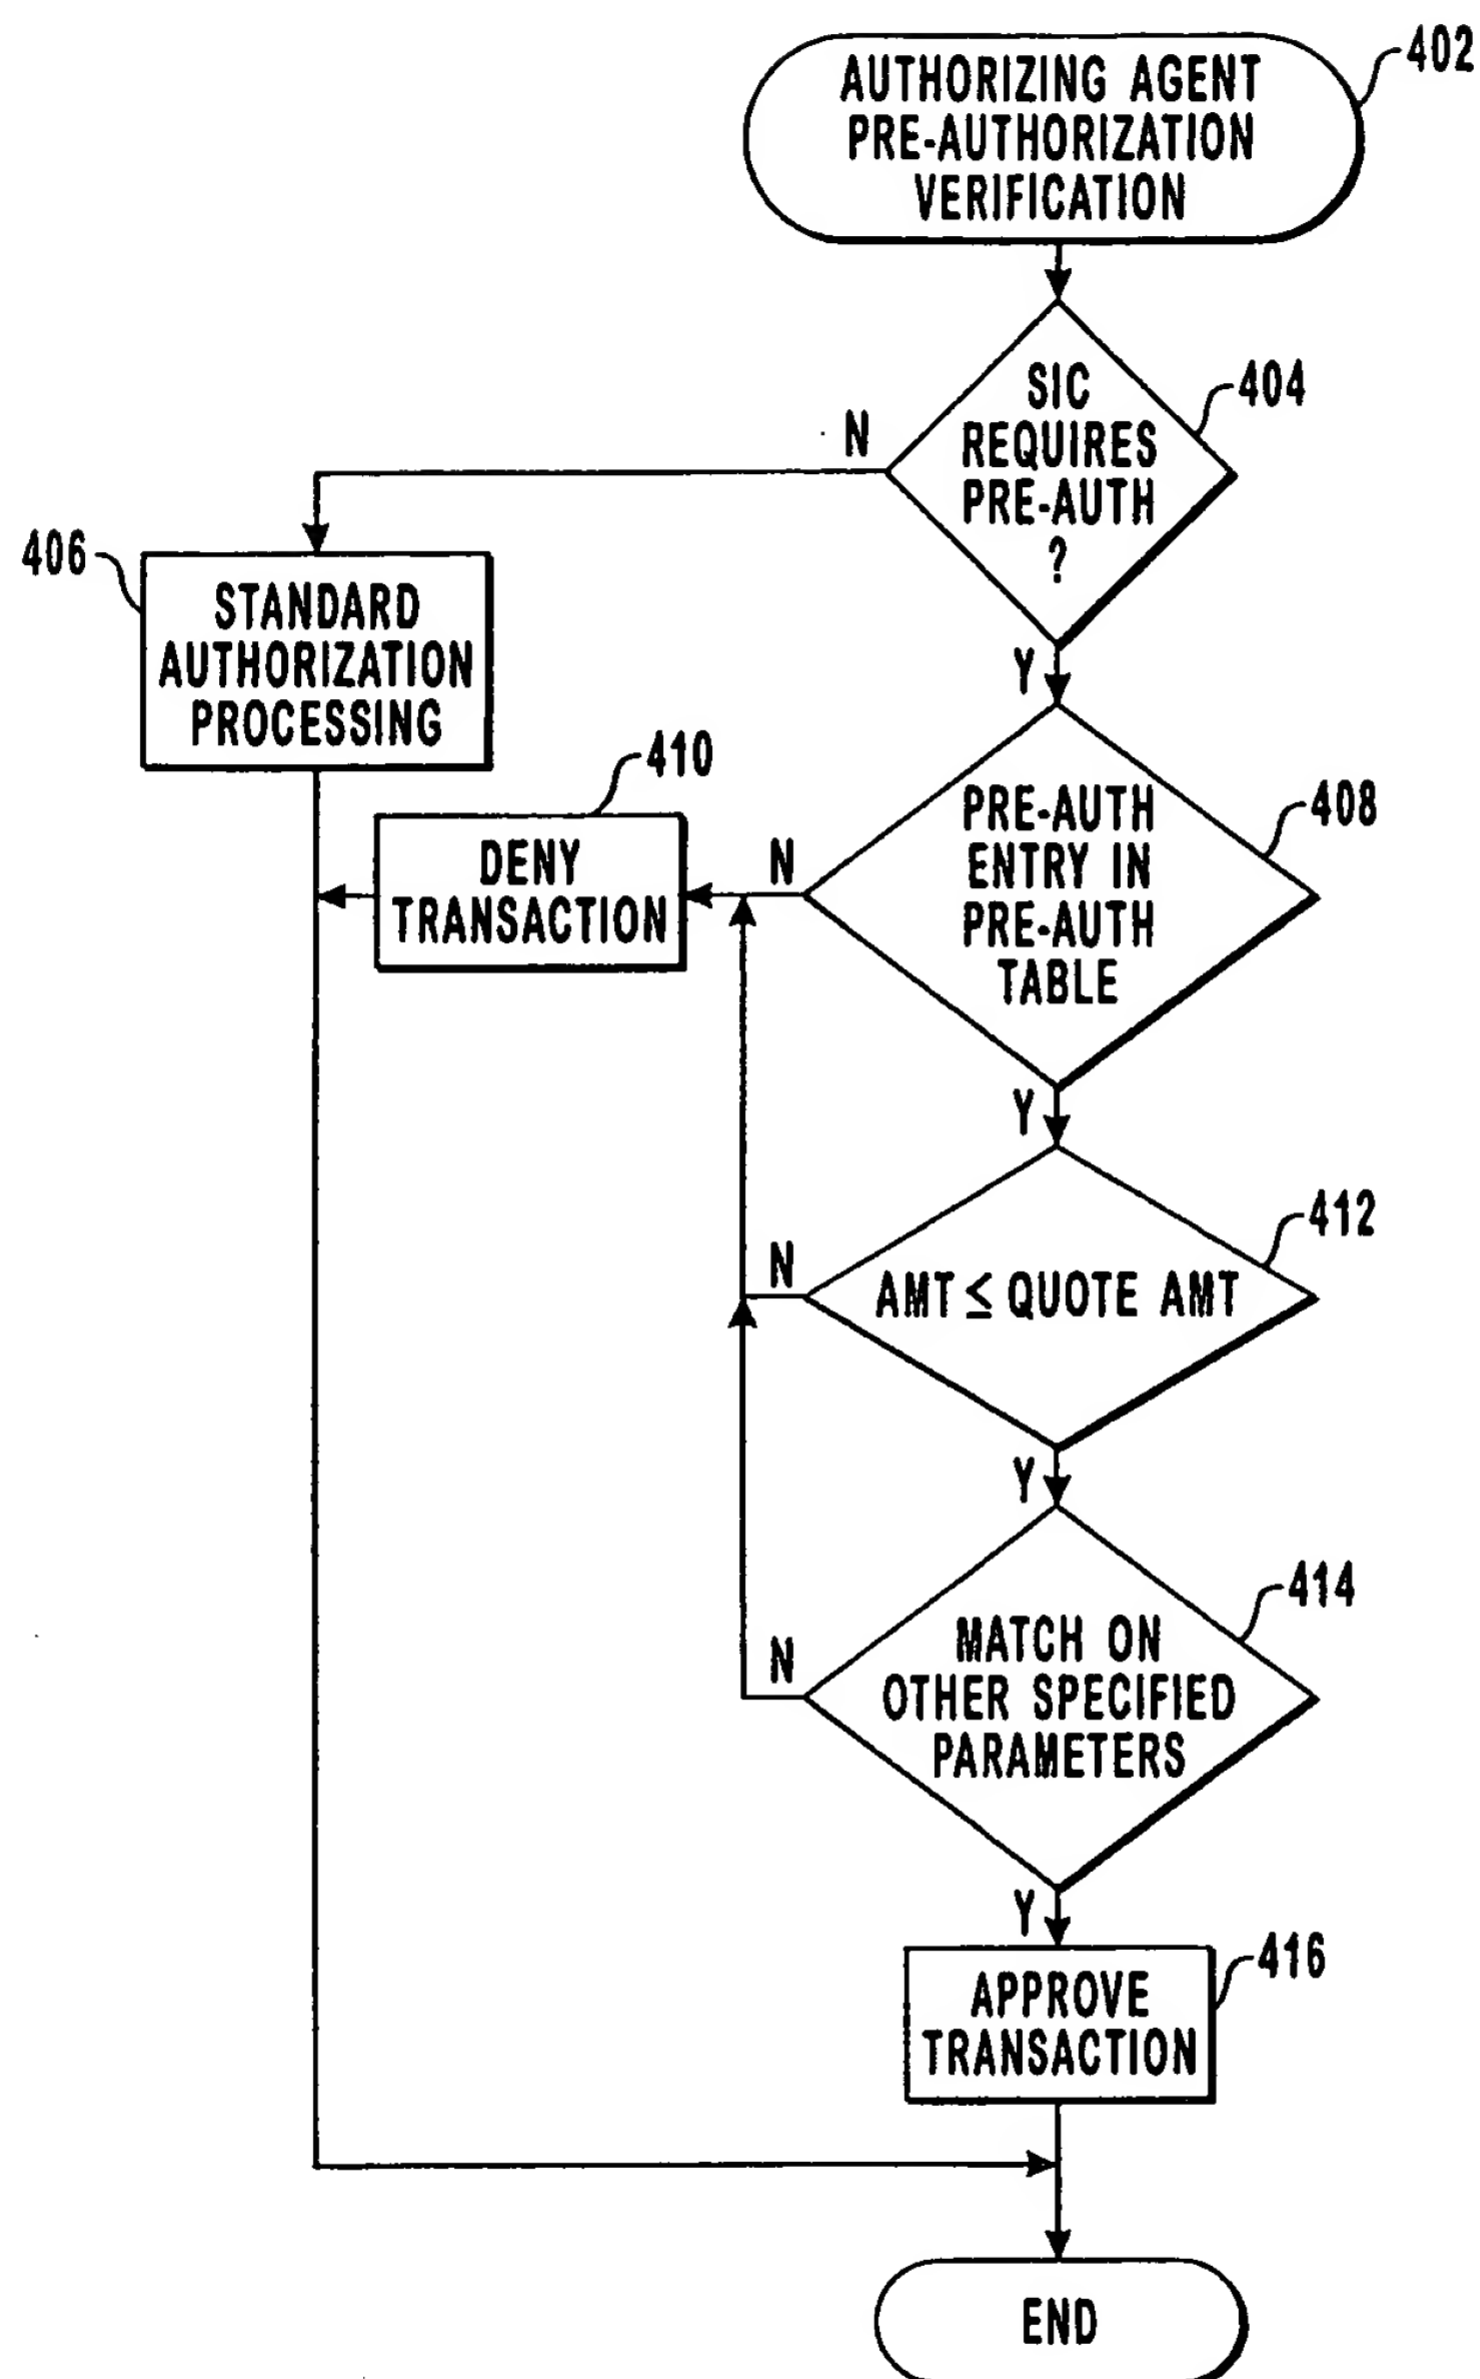 402
AUTHORIZING AGENT
PRE-AUTHORIZATION
VERIFICATION
404
SIC
REQUIRES
PRE-AUTH
?
N
Y
406
STANDARD
AUTHORIZATION
PROCESSING
408
PRE-AUTH
ENTRY IN
PRE-AUTH
TABLE
N
Y
410
DENY
TRANSACTION
412
AMT ≤ QUOTE AMT
N
Y
414
MATCH ON
OTHER SPECIFIED
PARAMETERS
N
Y
416
APPROVE
TRANSACTION
END